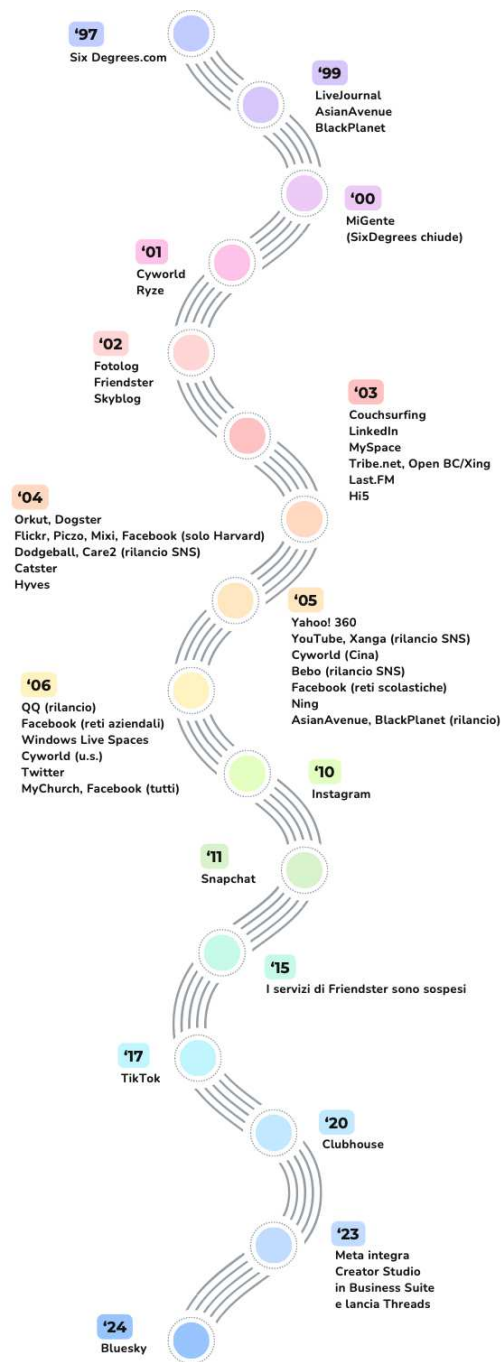 ‘97
Six Degrees.com
‘99
LiveJournal
AsianAvenue
BlackPlanet
‘00
MiGente
(SixDegrees chiude)
‘01
Cyworld
Ryze
‘02
Fotolog
Friendster
Skyblog
‘03
Couchsurfing
LinkedIn
MySpace
Tribe.net, Open BC/Xing
Last.FM
Hi5
‘04
Orkut, Dogster
Flickr, Piczo, Mixi, Facebook (solo Harvard)
Dodgeball, Care2 (rilancio SNS)
Catster
Hyves
‘05
Yahoo! 360
YouTube, Xanga (rilancio SNS)
Cyworld (Cina)
Bebo (rilancio SNS)
Facebook (reti scolastiche)
Ning
AsianAvenue, BlackPlanet (rilancio)
‘06
QQ (rilancio)
Facebook (reti aziendali)
Windows Live Spaces
Cyworld (u.s.)
Twitter
MyChurch, Facebook (tutti)
‘10
Instagram
‘11
Snapchat
‘15
I servizi di Friendster sono sospesi
‘17
TikTok
‘20
Clubhouse
‘23
Meta integra
Creator Studio
in Business Suite
e lancia Threads
‘24
Bluesky